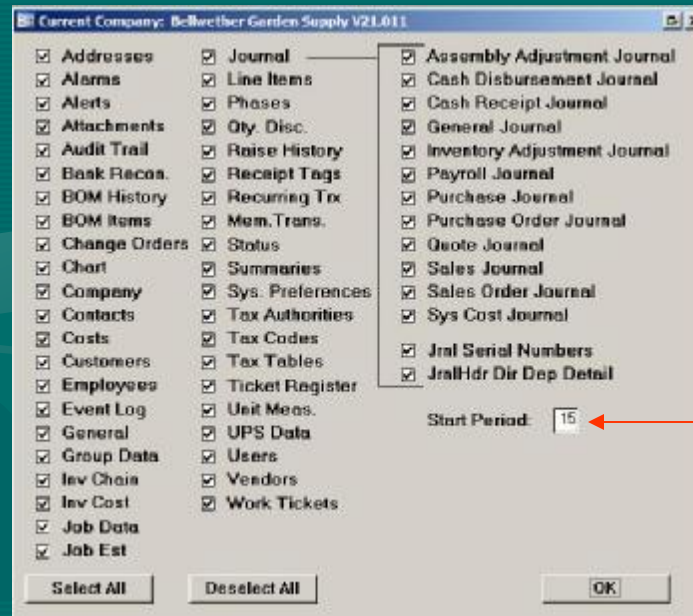 Current Company: Bellwether Garden Supply V21.011
Addresses
Alarms
Alerts
Attachments
Audit Trail
Bank Recon.
BOM History
BOM Items
Change Orders
Chart
Company
Contacts
Costs
Customers
Employees
Event Log
General
Group Data
Inv Chain
Inv Cost
Job Data
Job Est
Journal
Line Items
Phases
Qty. Disc.
Raise History
Receipt Tags
Recurring Trx
Mem.Trans.
Status
Summaries
Sys. Preferences
Tax Authorities
Tax Codes
Tax Tables
Ticket Register
Unit Meas.
UPS Data
Users
Vendors
Work Tickets
Assembly Adjustment Journal
Cash Disbursement Journal
Cash Receipt Journal
General Journal
Inventory Adjustment Journal
Payroll Journal
Purchase Journal
Purchase Order Journal
Quote Journal
Sales Journal
Sales Order Journal
Sys Cost Journal
Jrnl Serial Numbers
JrnlHdr Dir Dep Detail
Start Period: 15
Select All
Deselect All
OK